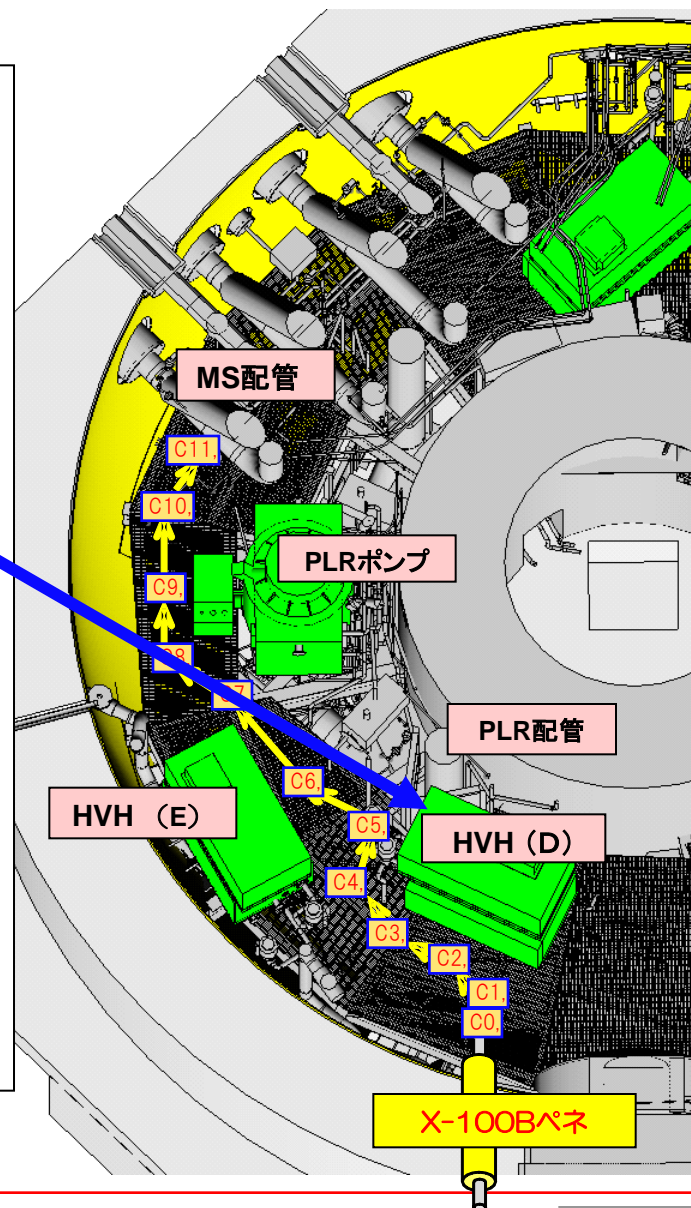 MS配管
C11,
C10,
PLRポンプ
C9,
C8,
C7,
PLR配管
C6,
HVH （E）
C5,
HVH（D）
C4,
C3,
C2,
C1,
C0,
X-100Bペネ